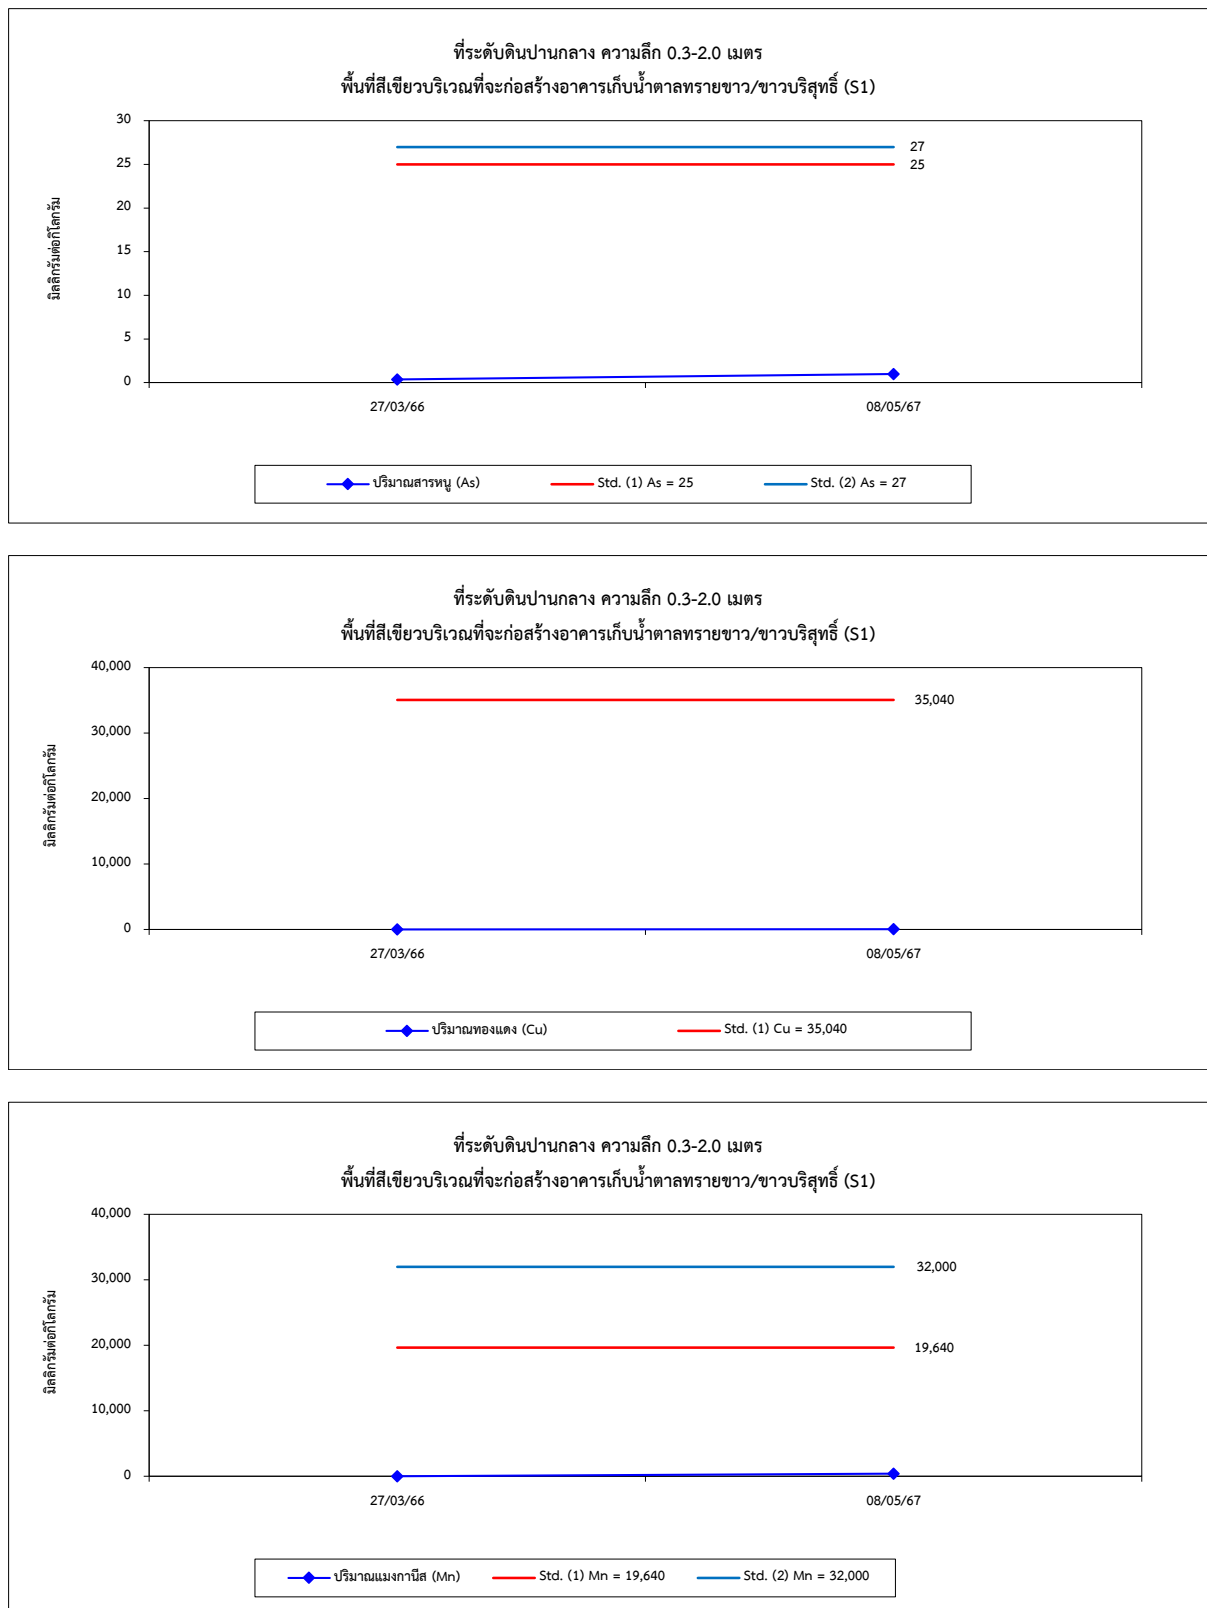 ที่ระดับดินปานกลาง ความลึก 0.3-2.0 เมตร
พื้นที่สีเขียวบริเวณที่จะก่อสร้างอาคารเก็บน้ำตาลทรายขาว/ขาวบริสุทธิ์ (S1)
มิลลิกรัมต่อกิโลกรัม
30
25
20
15
10
5
0
27
25
27/03/66 08/05/67
ปริมาณสารหนู (As) Std. (1) As = 25 Std. (2) As = 27
ที่ระดับดินปานกลาง ความลึก 0.3-2.0 เมตร
พื้นที่สีเขียวบริเวณที่จะก่อสร้างอาคารเก็บน้ำตาลทรายขาว/ขาวบริสุทธิ์ (S1)
มิลลิกรัมต่อกิโลกรัม
40,000
30,000
20,000
10,000
0
35,040
27/03/66 08/05/67
ปริมาณทองแดง (Cu) Std. (1) Cu = 35,040
ที่ระดับดินปานกลาง ความลึก 0.3-2.0 เมตร
พื้นที่สีเขียวบริเวณที่จะก่อสร้างอาคารเก็บน้ำตาลทรายขาว/ขาวบริสุทธิ์ (S1)
มิลลิกรัมต่อกิโลกรัม
40,000
30,000
20,000
10,000
0
32,000
19,640
27/03/66 08/05/67
ปริมาณแมงกานีส (Mn) Std. (1) Mn = 19,640 Std. (2) Mn = 32,000